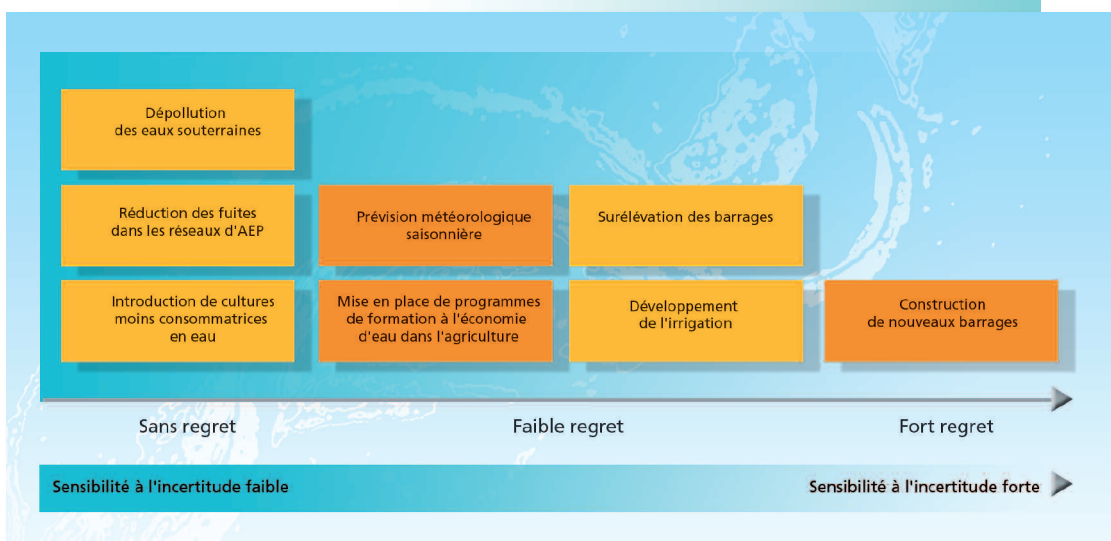 Dépollution
des eaux souterraines
Réduction des fuites
dans les réseaux d'AEP
Prévision météorologique
saisonnière
Surélévation des barrages
Introduction de cultures
moins consommatrices
en eau
Mise en place de programmes
de formation à l'économie
d'eau dans l'agriculture
Développement
de l'irrigation
Construction
de nouveaux barrages
Sans regret
Faible regret
Fort regret
Sensibilité à l'incertitude faible
Sensibilité à l'incertitude forte